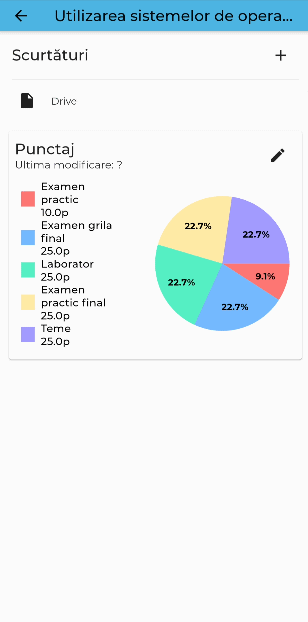 Utilizarea sistemelor de opera...
Scurtături
Drive
Punctaj
Ultima modificare: ?
Examen
practic
10.0p
Examen grila
final
25.0p
Laborator
25.0p
Examen
practic final
25.0p
Teme
25.0p
22.7%
22.7%
9.1%
22.7%
22.7%